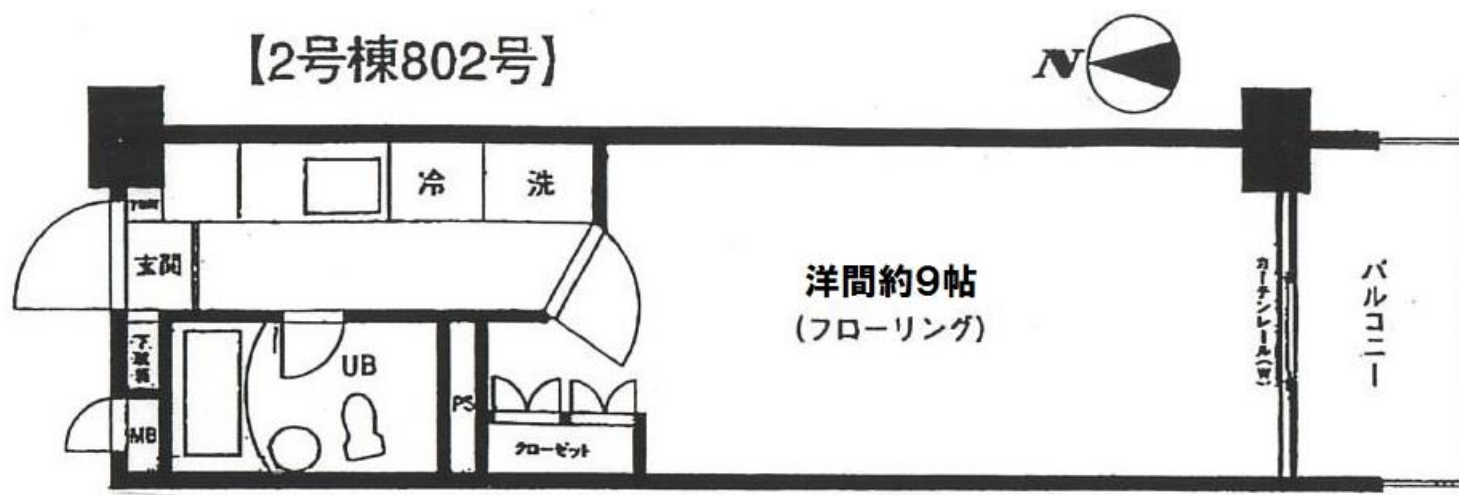 【2号棟802号】
N
冷
洗
玄関
洋間約9帖
(フローリング)
カーテンレール(W)
バルコニー
下駄箱
UB
PS
MB
クローゼット